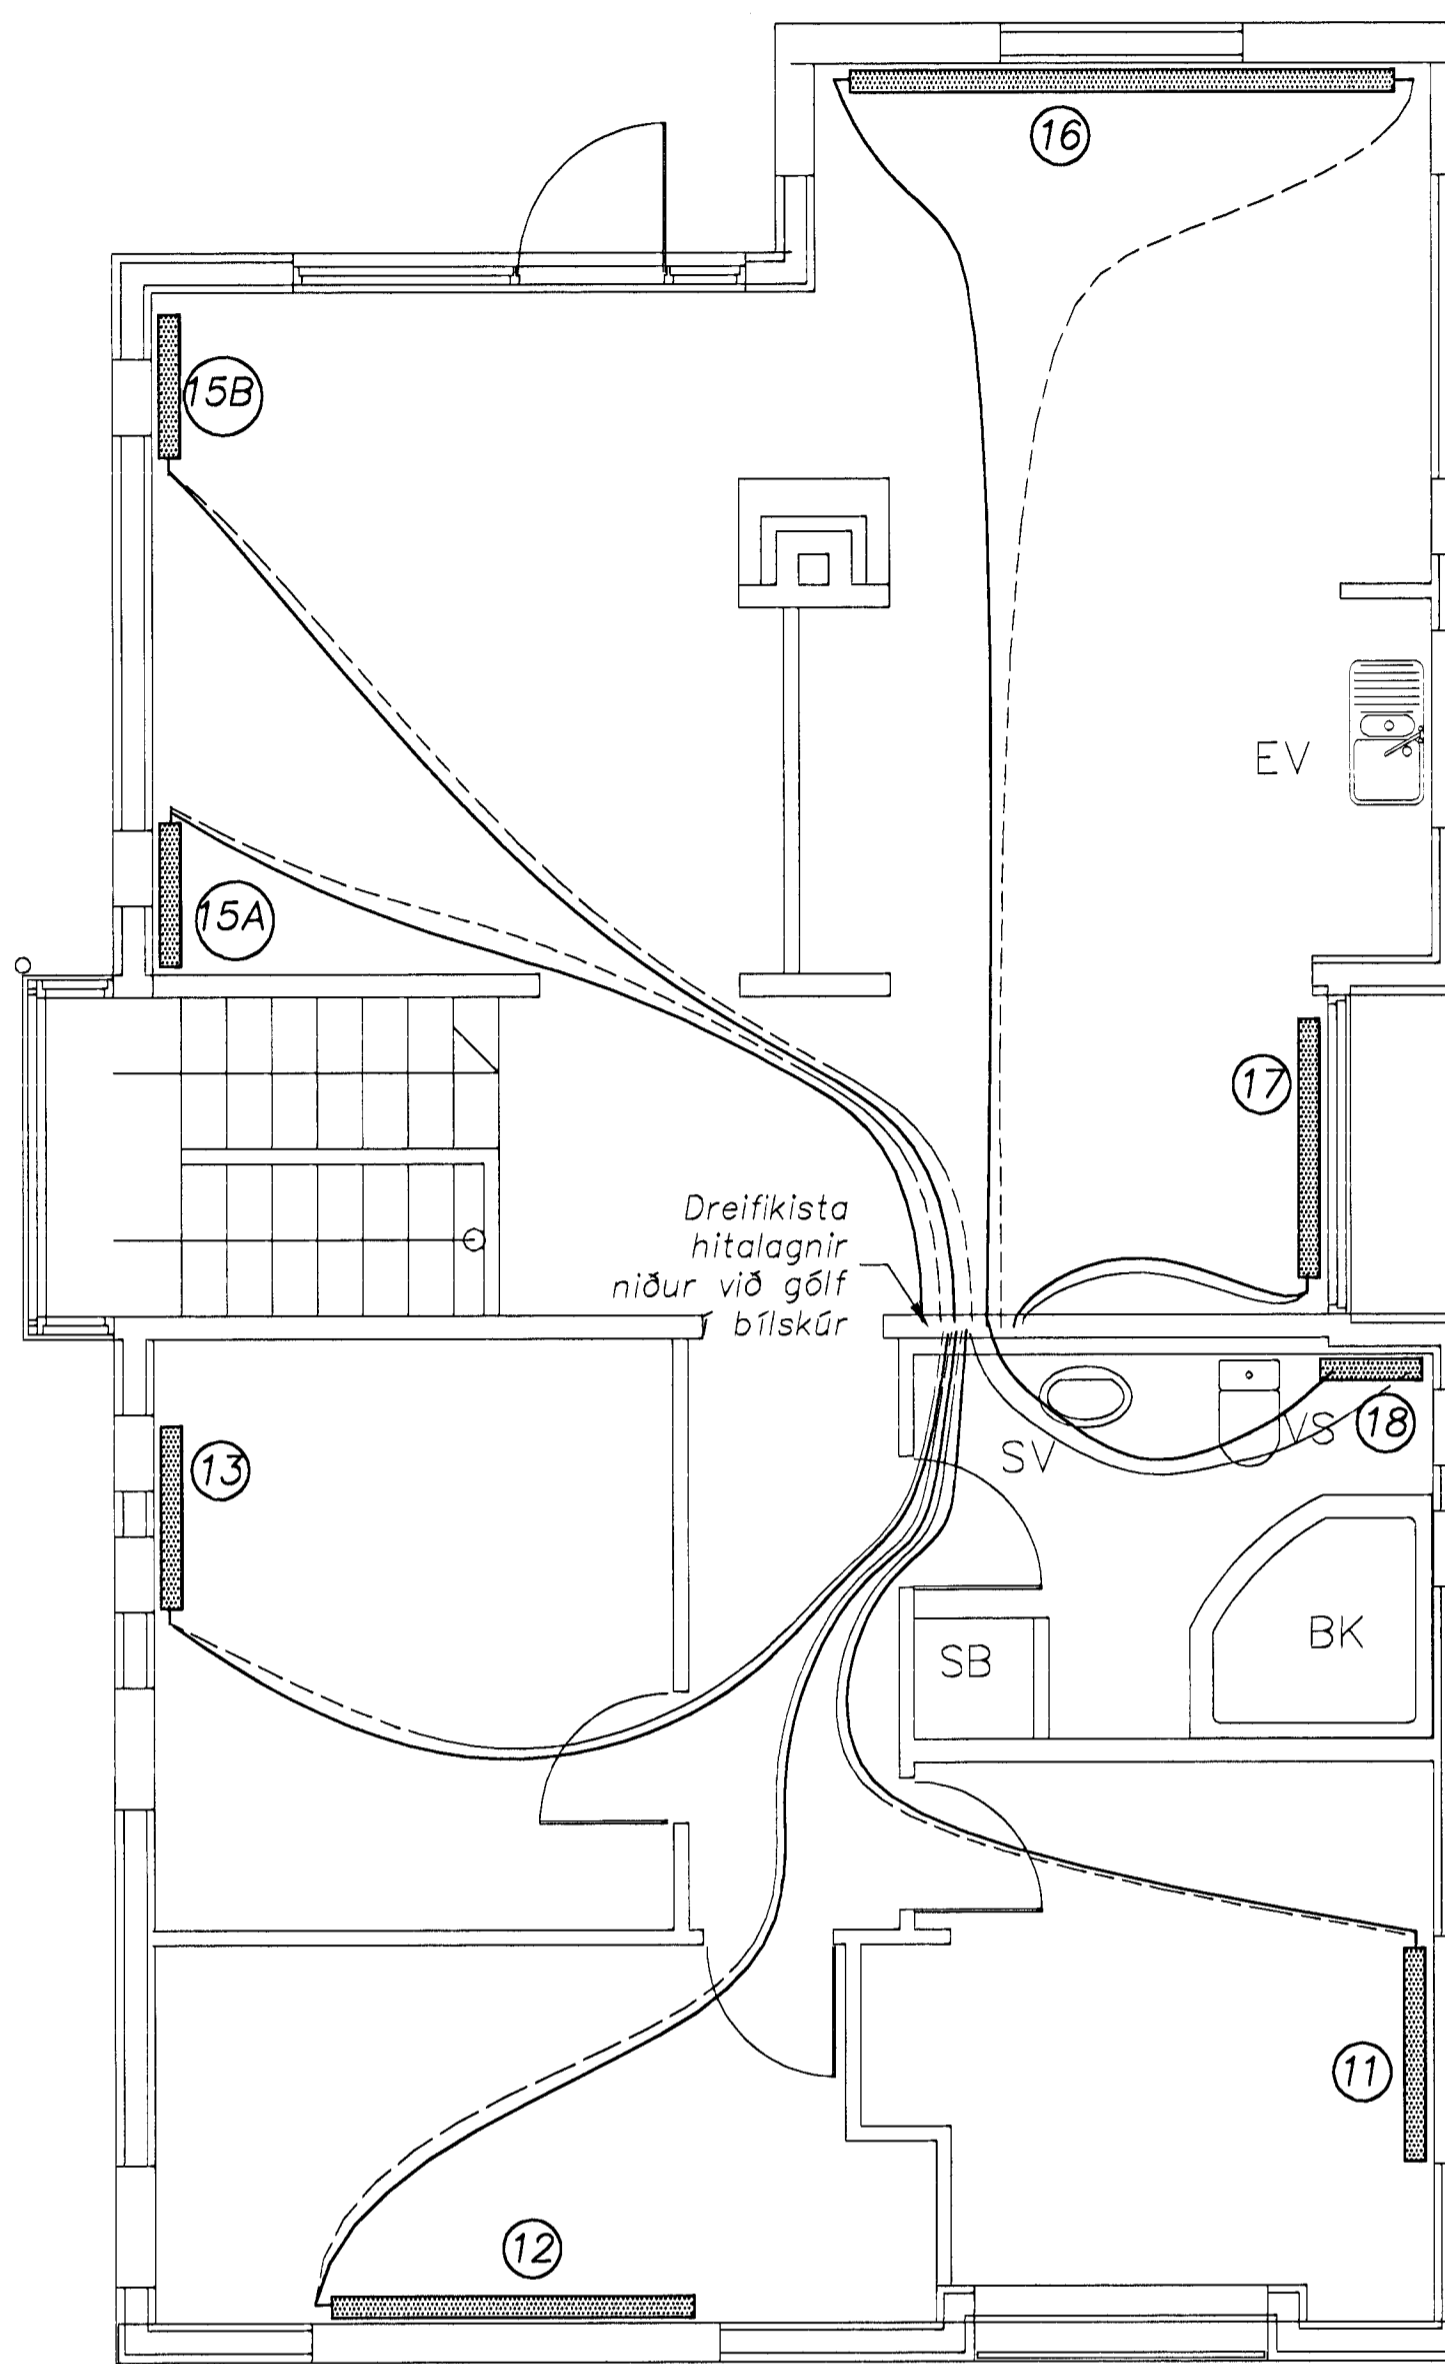 16
15B
EV
15A
17
Dreifikista
hitalagnir
niður við gólf
í bílskúr
13
SV
VS
18
SB
BK
11
12